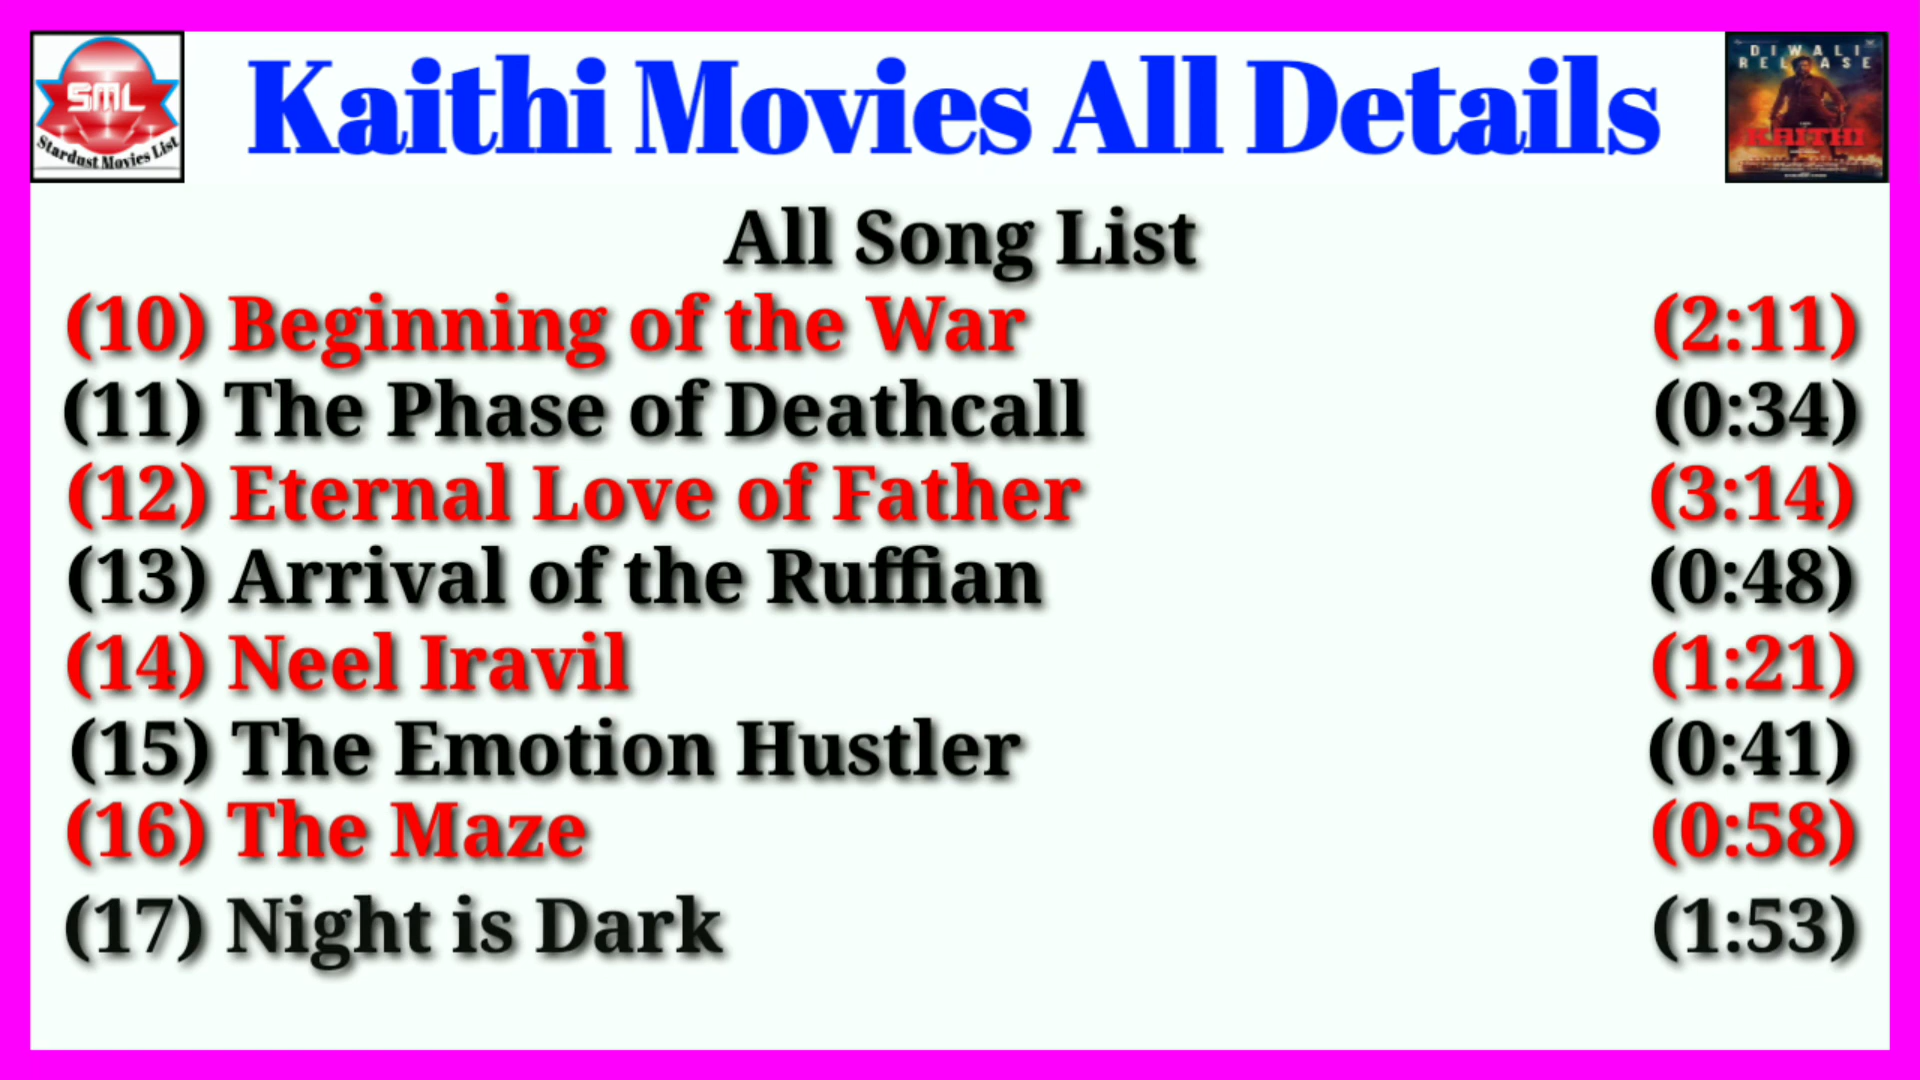 SML
Stardust Movies List
Kaithi Movies All Details
DIWALI
RELEASE
KAITHI
All Song List
(10) Beginning of the War (2:11)
(11) The Phase of Deathcall (0:34)
(12) Eternal Love of Father (3:14)
(13) Arrival of the Ruffian (0:48)
(14) Neel Iravil (1:21)
(15) The Emotion Hustler (0:41)
(16) The Maze (0:58)
(17) Night is Dark (1:53)